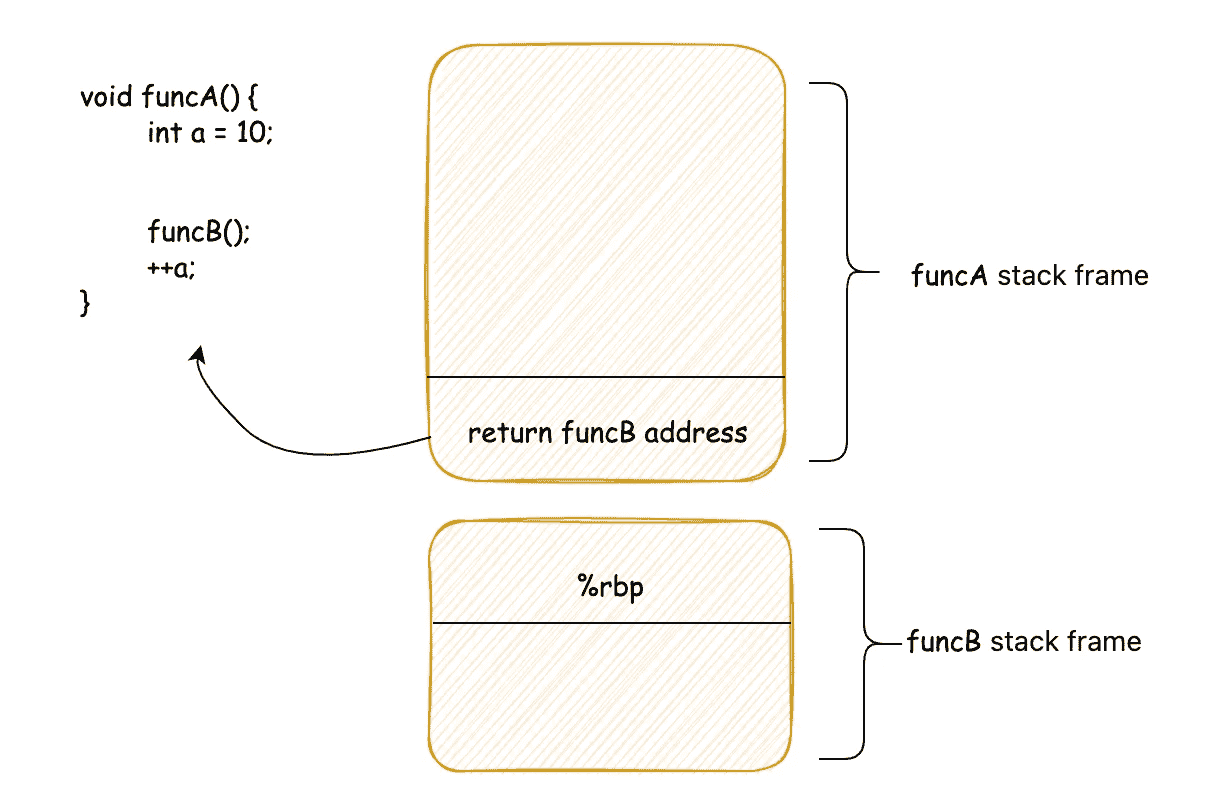 void funcA() {
int a = 10;
funcB();
++a;
}
funcA stack frame
return funcB address
%rbp
funcB stack frame